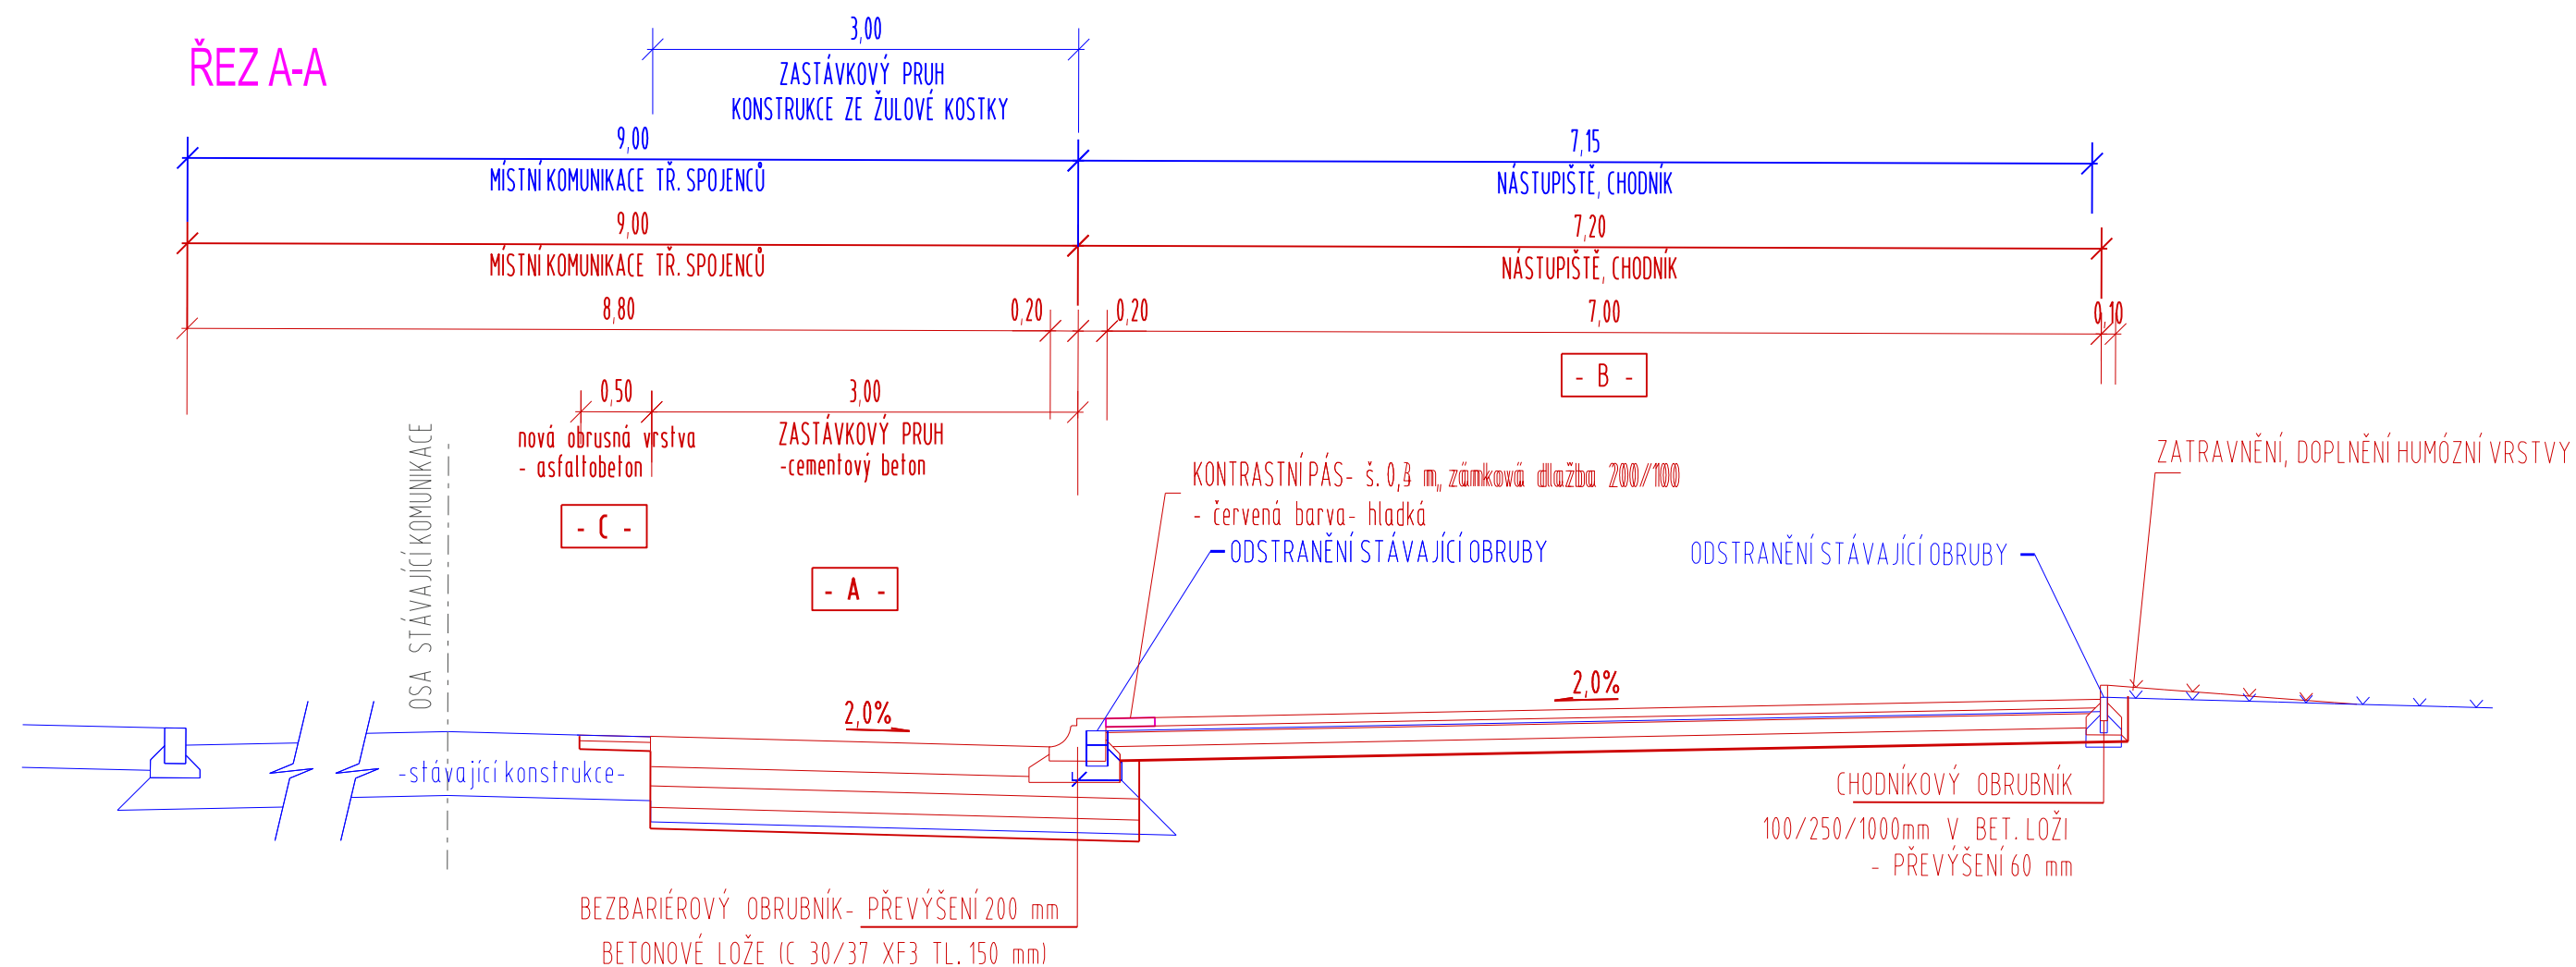 ŘEZ A-A
3,00
ZASTÁVKOVÝ PRUH
KONSTRUKCE ZE ŽULOVÉ KOSTKY
9,00
MÍSTNÍ KOMUNIKACE TŘ. SPOJENCŮ
7,15
NÁSTUPIŠTĚ, CHODNÍK
9,00
MÍSTNÍ KOMUNIKACE TŘ. SPOJENCŮ
7,20
NÁSTUPIŠTĚ, CHODNÍK
8,80
0,20
0,20
7,00
0,10
- B -
0,50
nová obrusná vrstva
- asfaltobeton
3,00
ZASTÁVKOVÝ PRUH
-cementový beton
- C -
- A -
OSA STÁVAJÍCÍ KOMUNIKACE
KONTRASTNÍ PÁS- š. zámková dlažba 200/100
- červená barva- hladká
ODSTRANĚNÍ STÁVAJÍCÍ OBRUBY
ODSTRANĚNÍ STÁVAJÍCÍ OBRUBY
ZATRAVNĚNÍ, DOPLNĚNÍ HUMÓZNÍ VRSTVY
2,0%
2,0%
-stávající konstrukce-
CHODNÍKOVÝ OBRUBNÍK
100/250/1000mm V BET. LOŽI
- PŘEVÝŠENÍ 60 mm
BEZBARIÉROVÝ OBRUBNÍK- PŘEVÝŠENÍ 200 mm
BETONOVÉ LOŽE (C 30/37 XF3 TL. 150 mm)